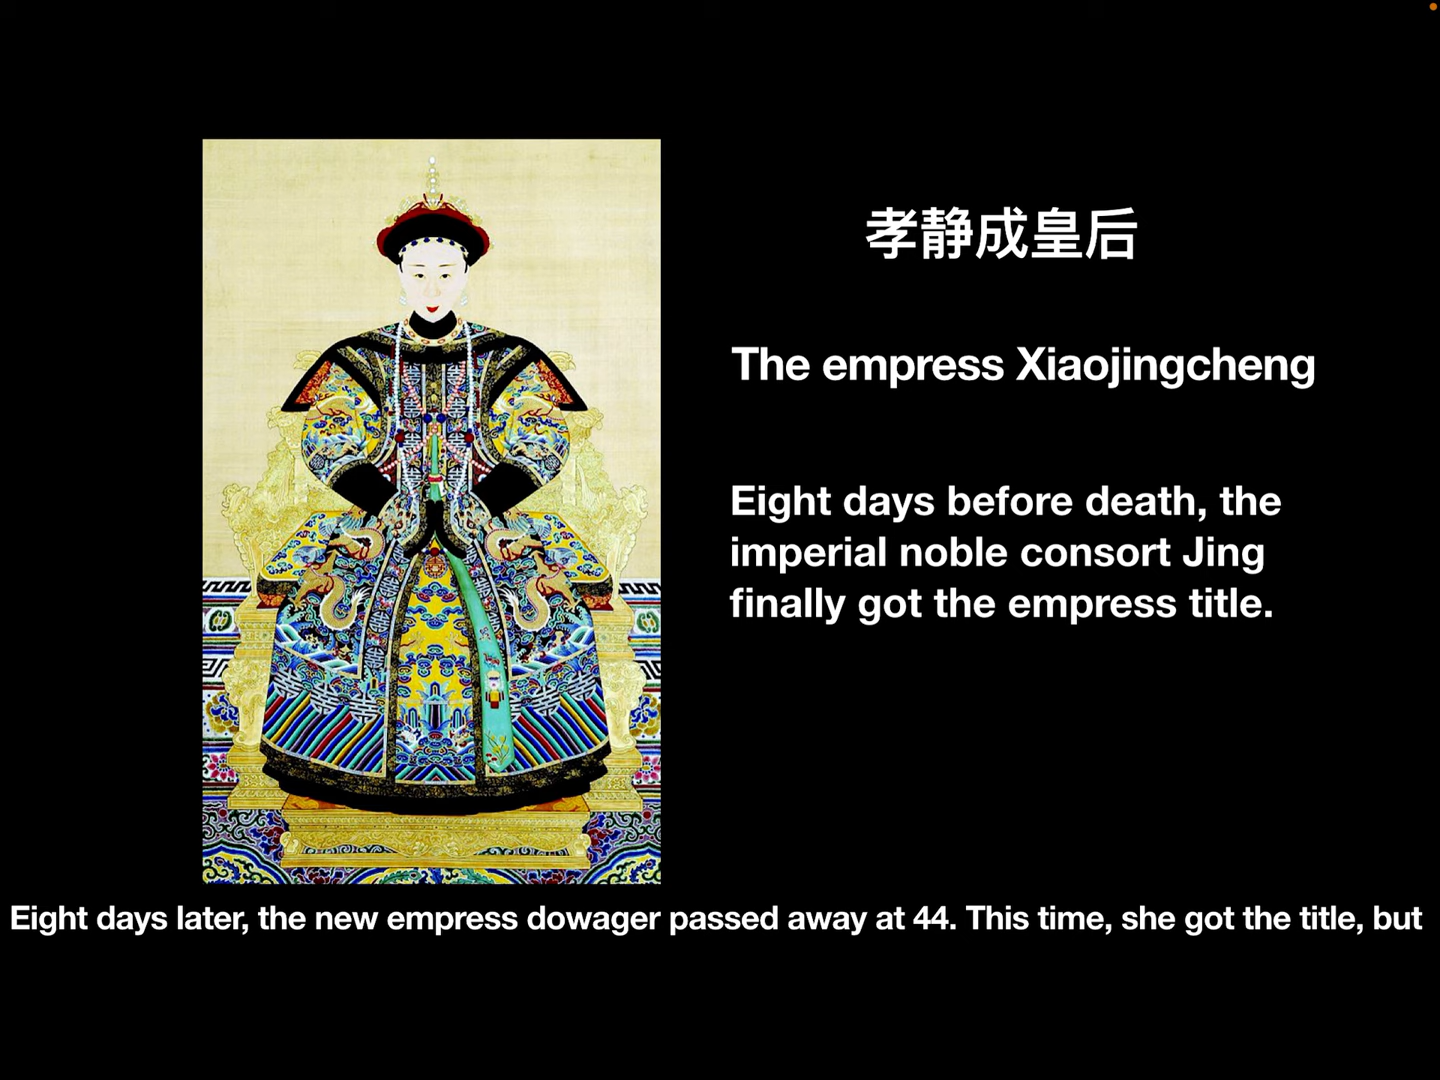 孝静成皇后
The empress Xiaojingcheng
Eight days before death, the
imperial noble consort Jing
finally got the empress title.
Eight days later, the new empress dowager passed away at 44. This time, she got the title, but